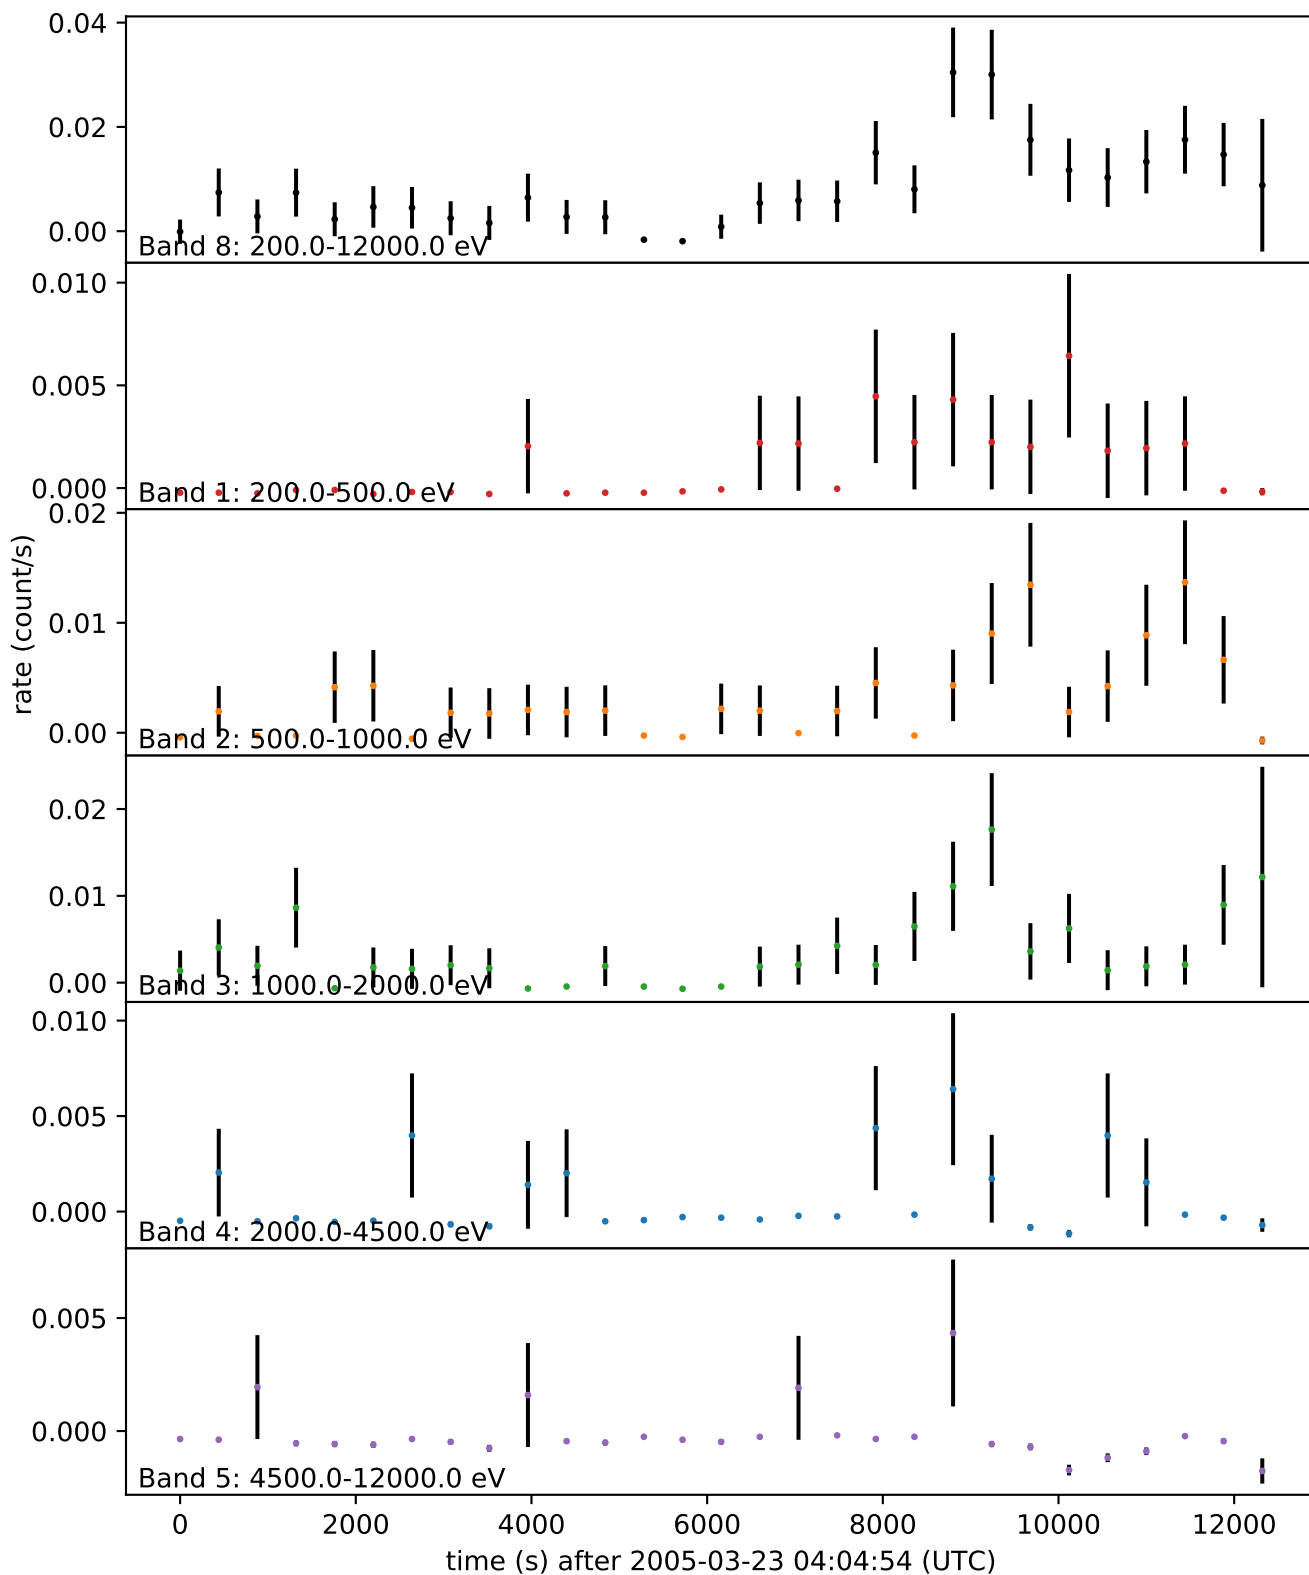 0.04
0.02
0.00
Band 8: 200.0-12000.0 eV
0.010
0.005
0.000
Band 1: 200.0-500.0 eV
0.02
0.01
0.00
Band 2: 500.0-1000.0 eV
rate (count/s)
0.02
0.01
0.00
Band 3: 1000.0-2000.0 eV
0.010
0.005
0.000
Band 4: 2000.0-4500.0 eV
0.005
0.000
Band 5: 4500.0-12000.0 eV
0 2000 4000 6000 8000 10000 12000
time (s) after 2005-03-23 04:04:54 (UTC)